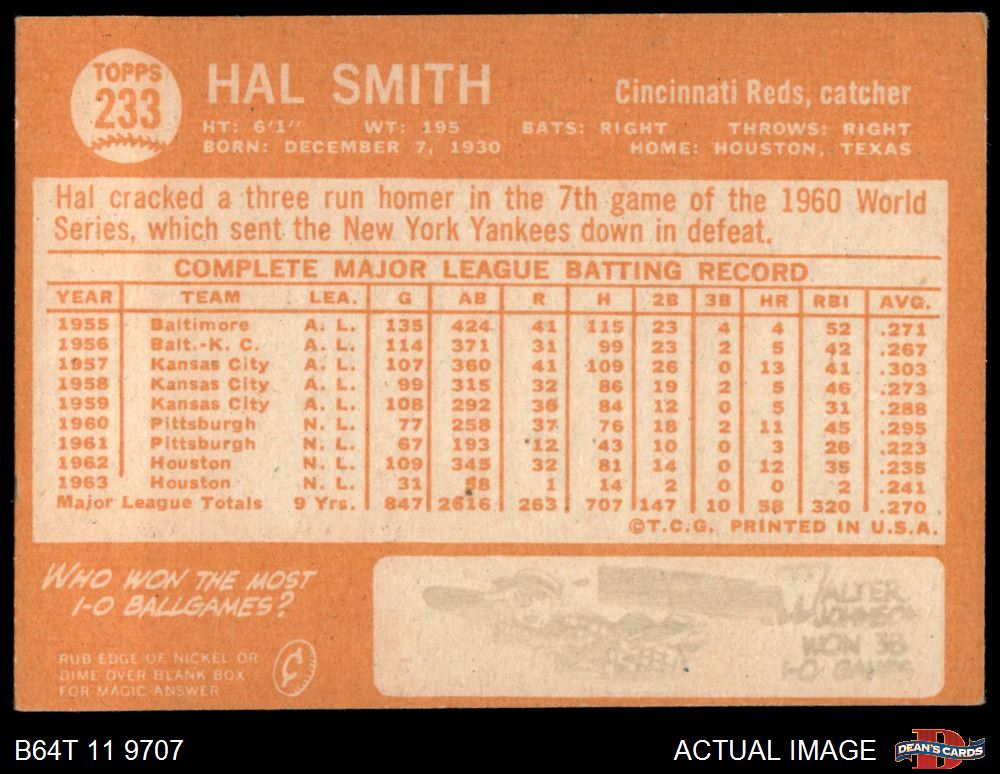 TOPPS
233
HAL SMITH
Cincinnati Reds, catcher
HT: 6'1" WT: 195 BATS: RIGHT THROWS: RIGHT
BORN: DECEMBER 7, 1930 HOME: HOUSTON, TEXAS
Hal cracked a three run homer in the 7th game of the 1960 World
Series, which sent the New York Yankees down in defeat.
COMPLETE MAJOR LEAGUE BATTING RECORD
YEAR TEAM LEA. G AB R H 2B 3B HR RBI AVG.
1955 Baltimore A. L. 135 424 41 115 23 4 4 52 .271
1956 Balt.-K. C. A. L. 114 371 31 99 23 2 5 42 .267
1957 Kansas City A. L. 107 360 41 109 26 0 13 41 .303
1958 Kansas City A. L. 99 315 32 86 19 2 5 46 .273
1959 Kansas City A. L. 108 292 36 84 12 0 5 31 .288
1960 Pittsburgh N. L. 77 258 37 76 18 2 11 45 .295
1961 Pittsburgh N. L. 67 193 12 43 10 0 3 26 .223
1962 Houston N. L. 109 345 32 81 14 0 12 35 .235
1963 Houston N. L. 31 58 1 14 2 0 0 2 .241
Major League Totals 9 Yrs. 847 2616 263 707 147 10 58 320 .270
©T.C.G. PRINTED IN U.S.A.
WHO WON THE MOST
1-0 BALLGAMES?
RUB EDGE OF NICKEL OR
DIME OVER BLANK BOX
FOR MAGIC ANSWER
¢
WALTER
JOHNSON
WON 38
1-0 GAMES
B64T 11 9707
ACTUAL IMAGE
DEAN'S CARDS